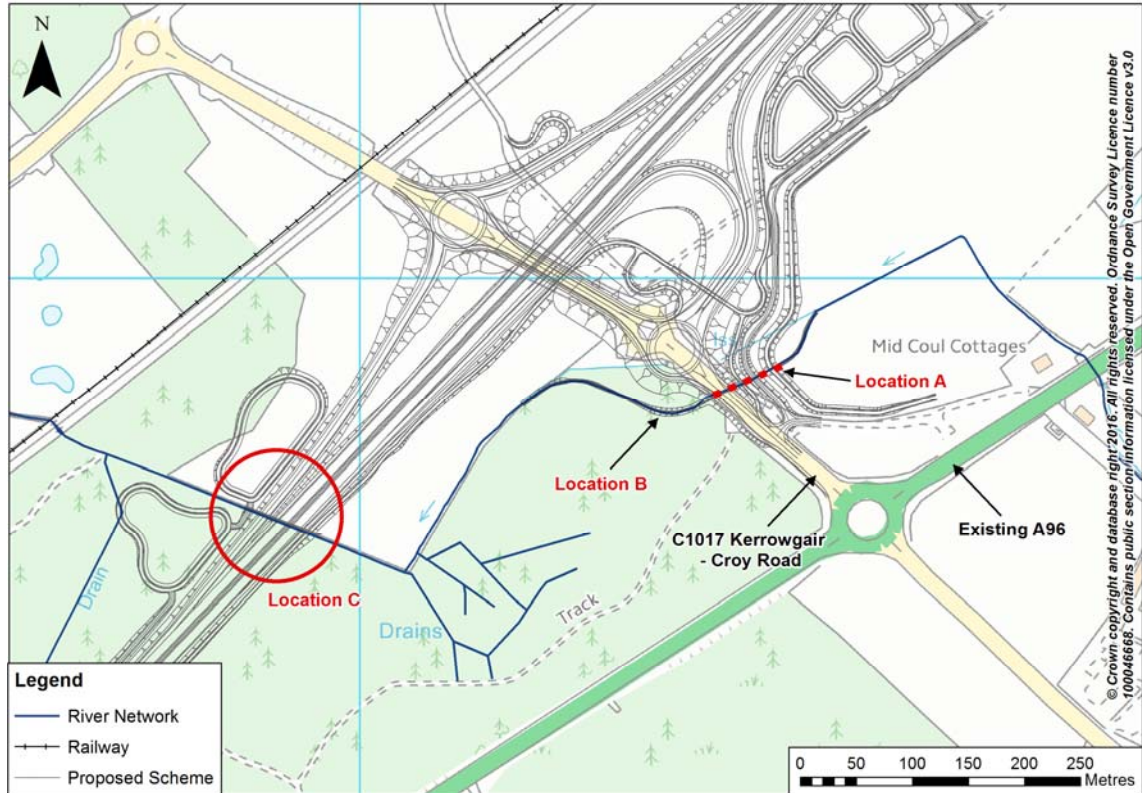 N
© Crown copyright and database right 2016. All rights reserved. Ordnance Survey Licence number
100046668. Contains public section information licensed under the Open Government Licence v3.0
Mid Coul Cottages
Location A
Location B
Existing A96
C1017 Kerrowgair
- Croy Road
Location C
Drain
Drains
Track
Legend
River Network
Railway
Proposed Scheme
0 50 100 150 200 250
Metres